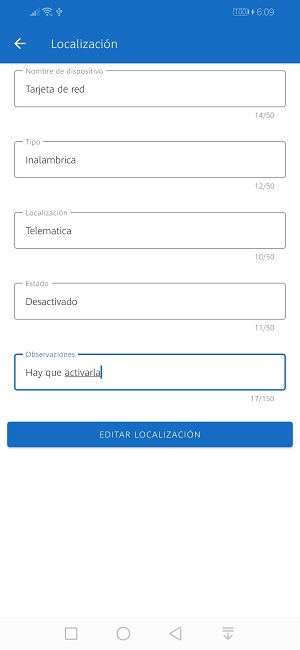 100 6:09
Localización
Nombre de dispositivo
Tarjeta de red
14/50
Tipo
Inalambrica
12/50
Localización
Telematica
10/50
Estado
Desactivado
11/50
Observaciones
Hay que activarla
17/150
EDITAR LOCALIZACIÓN